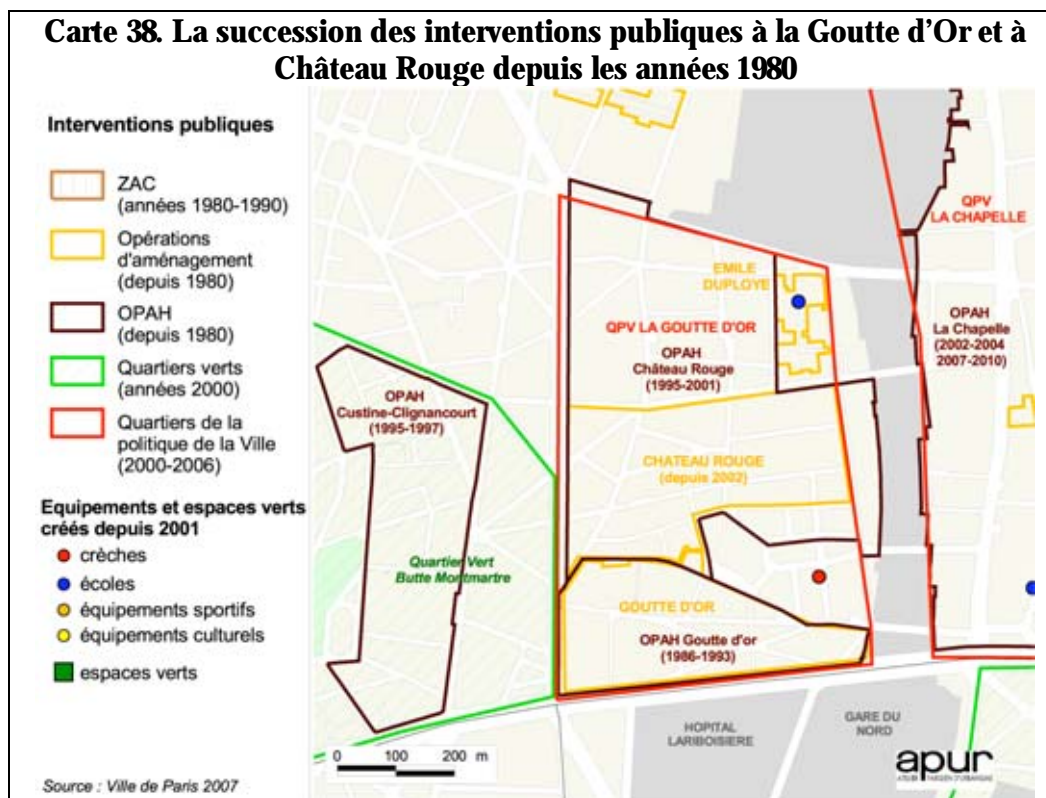 Carte 38. La succession des interventions publiques à la Goutte d'Or et à
Château Rouge depuis les années 1980
Interventions publiques
ZAC
(années 1980-1990)
Opérations
d'aménagement
(depuis 1980)
OPAH
(depuis 1980)
Quartiers verts
(années 2000)
Quartiers de la
politique de la Ville
(2000-2006)
Equipements et espaces verts
créés depuis 2001
crèches
écoles
équipements sportifs
équipements culturels
espaces verts
Source : Ville de Paris 2007
QPV
LA CHAPELLE
EMILE
DUPLOYE
QPV LA GOUTTE D'OR
OPAH
Château Rouge
(1995-2001)
OPAH
La Chapelle
(2002-2004
2007-2010)
OPAH
Custine-Clignancourt
(1995-1997)
CHATEAU ROUGE
(depuis 2002)
Quartier Vert
Butte Montmartre
GOUTTE D'OR
OPAH Goutte d'or
(1986-1993)
HOPITAL
LARIBOISIERE
GARE DU
NORD
0 100 200 m
apur
ATELIER PARISIEN D'URBANISME